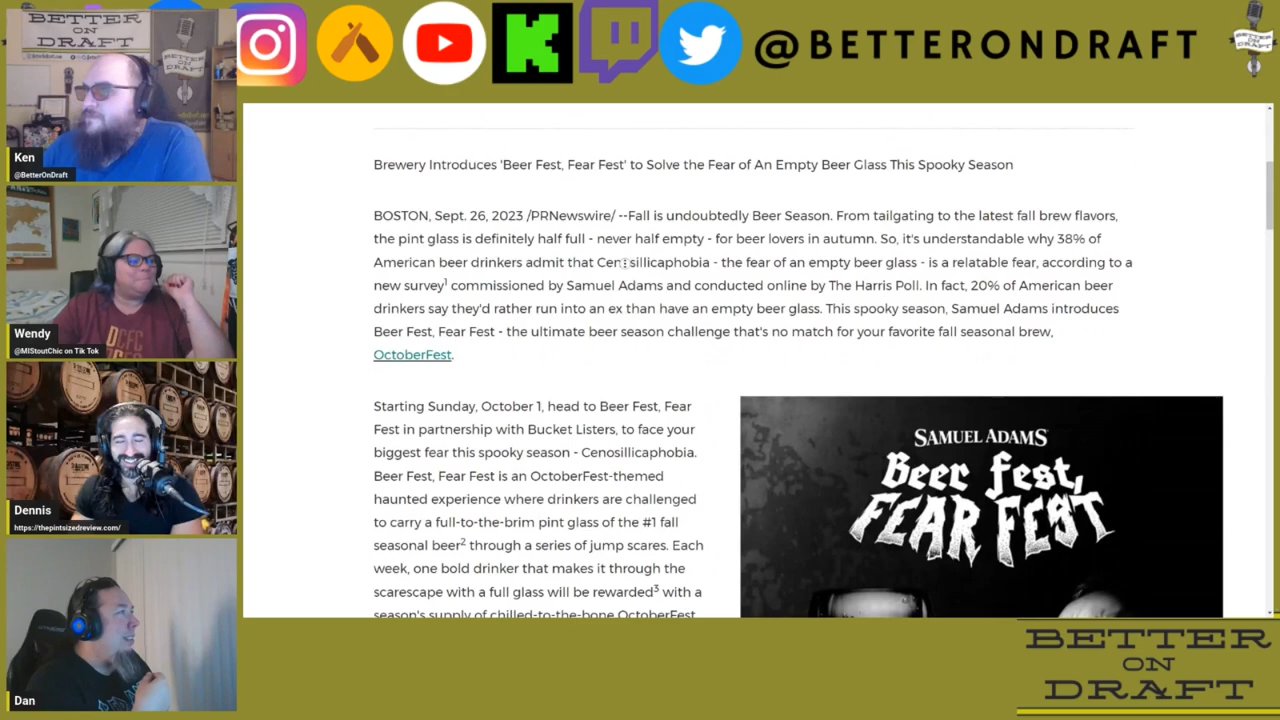 BETTER
ON
DRAFT
@BETTERONDRAFT
Ken
@BetterOnDraft
Wendy
@MIStoutChic on Tik Tok
Dennis
https://thepintsizedreview.com/
Dan
Brewery Introduces 'Beer Fest, Fear Fest' to Solve the Fear of An Empty Beer Glass This Spooky Season
BOSTON, Sept. 26, 2023 /PRNewswire/ --Fall is undoubtedly Beer Season. From tailgating to the latest fall brew flavors,
the pint glass is definitely half full - never half empty - for beer lovers in autumn. So, it's understandable why 38% of
American beer drinkers admit that Cenosillicaphobia - the fear of an empty beer glass - is a relatable fear, according to a
new survey1 commissioned by Samuel Adams and conducted online by The Harris Poll. In fact, 20% of American beer
drinkers say they'd rather run into an ex than have an empty beer glass. This spooky season, Samuel Adams introduces
Beer Fest, Fear Fest - the ultimate beer season challenge that's no match for your favorite fall seasonal brew,
OctoberFest.
Starting Sunday, October 1, head to Beer Fest, Fear
Fest in partnership with Bucket Listers, to face your
biggest fear this spooky season - Cenosillicaphobia.
Beer Fest, Fear Fest is an OctoberFest-themed
haunted experience where drinkers are challenged
to carry a full-to-the-brim pint glass of the #1 fall
seasonal beer2 through a series of jump scares. Each
week, one bold drinker that makes it through the
scarescape with a full glass will be rewarded3 with a
season's supply of chilled-to-the-bone OctoberFest
SAMUEL ADAMS
Beer Fest,
FEAR FEST
BETTER
ON
DRAFT